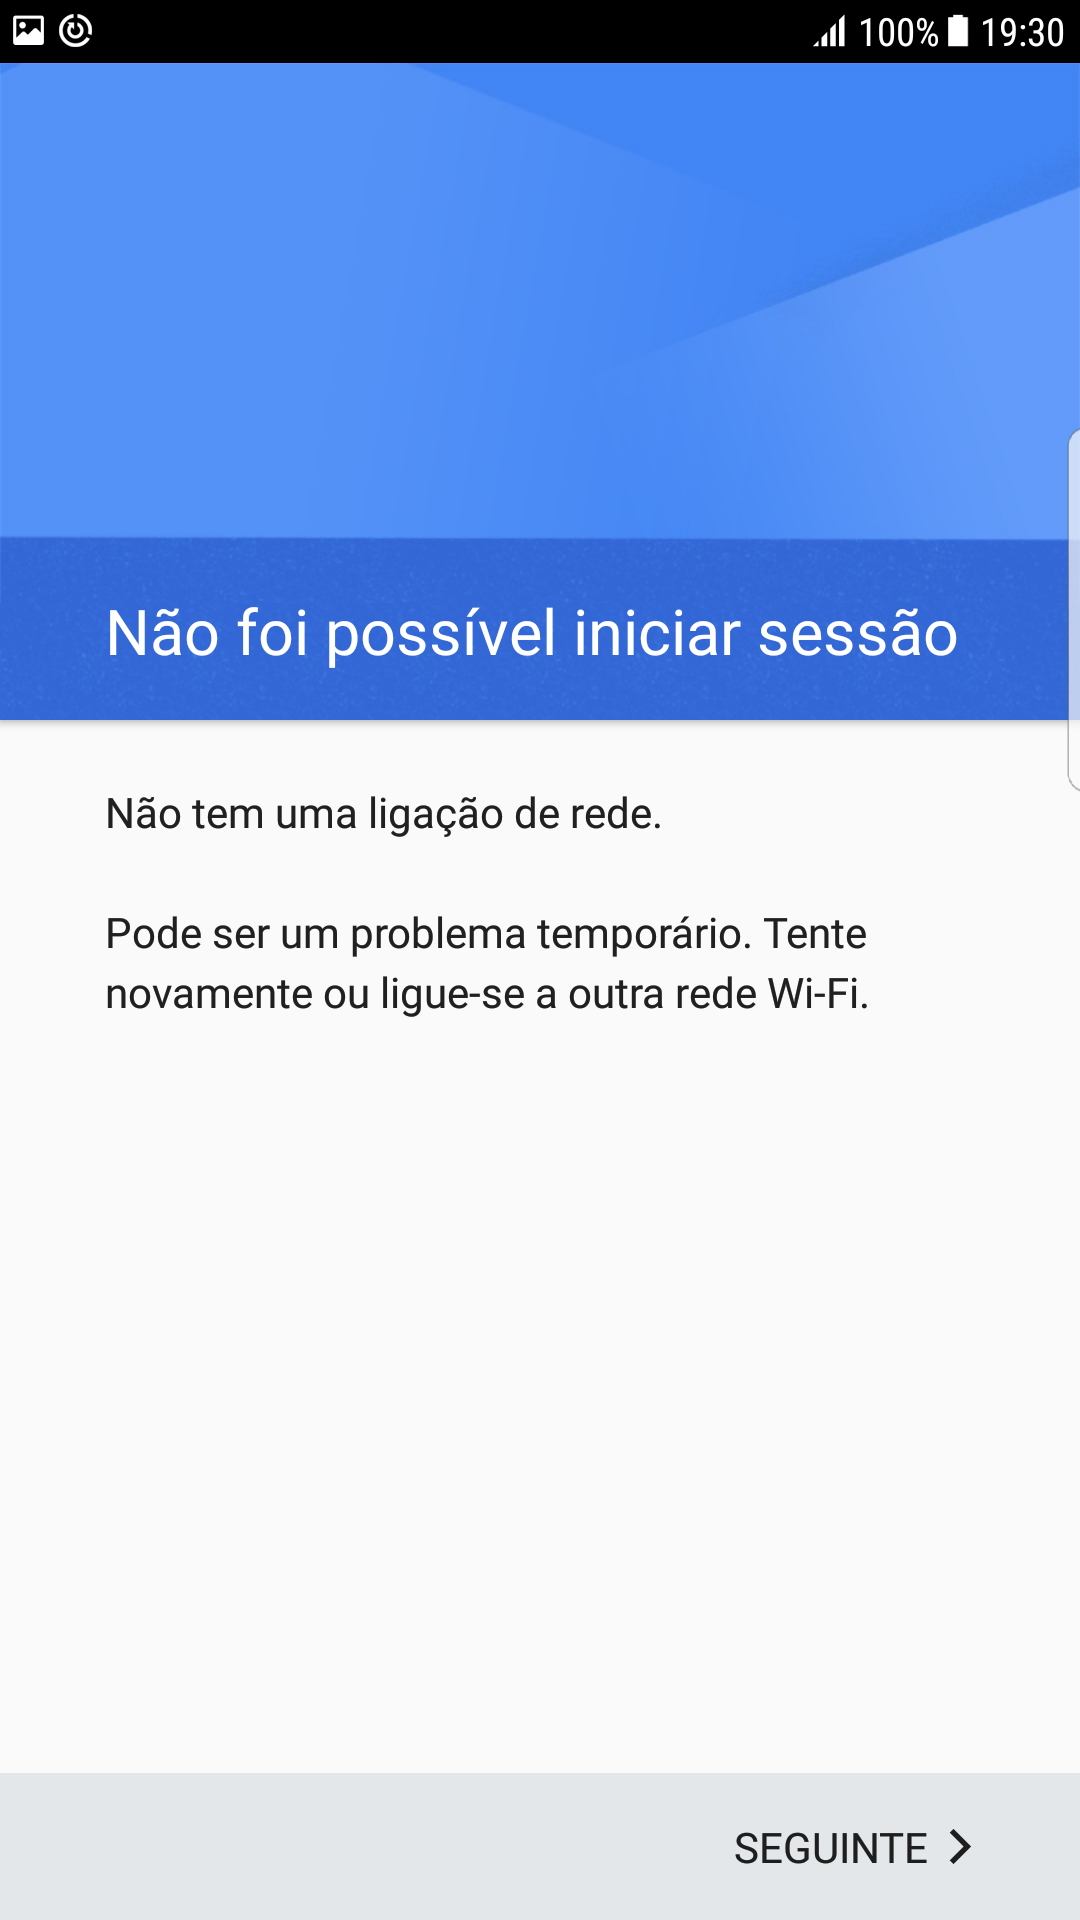 100% 19:30
Não foi possível iniciar sessão
Não tem uma ligação de rede.
Pode ser um problema temporário. Tente
novamente ou ligue-se a outra rede Wi-Fi.
SEGUINTE